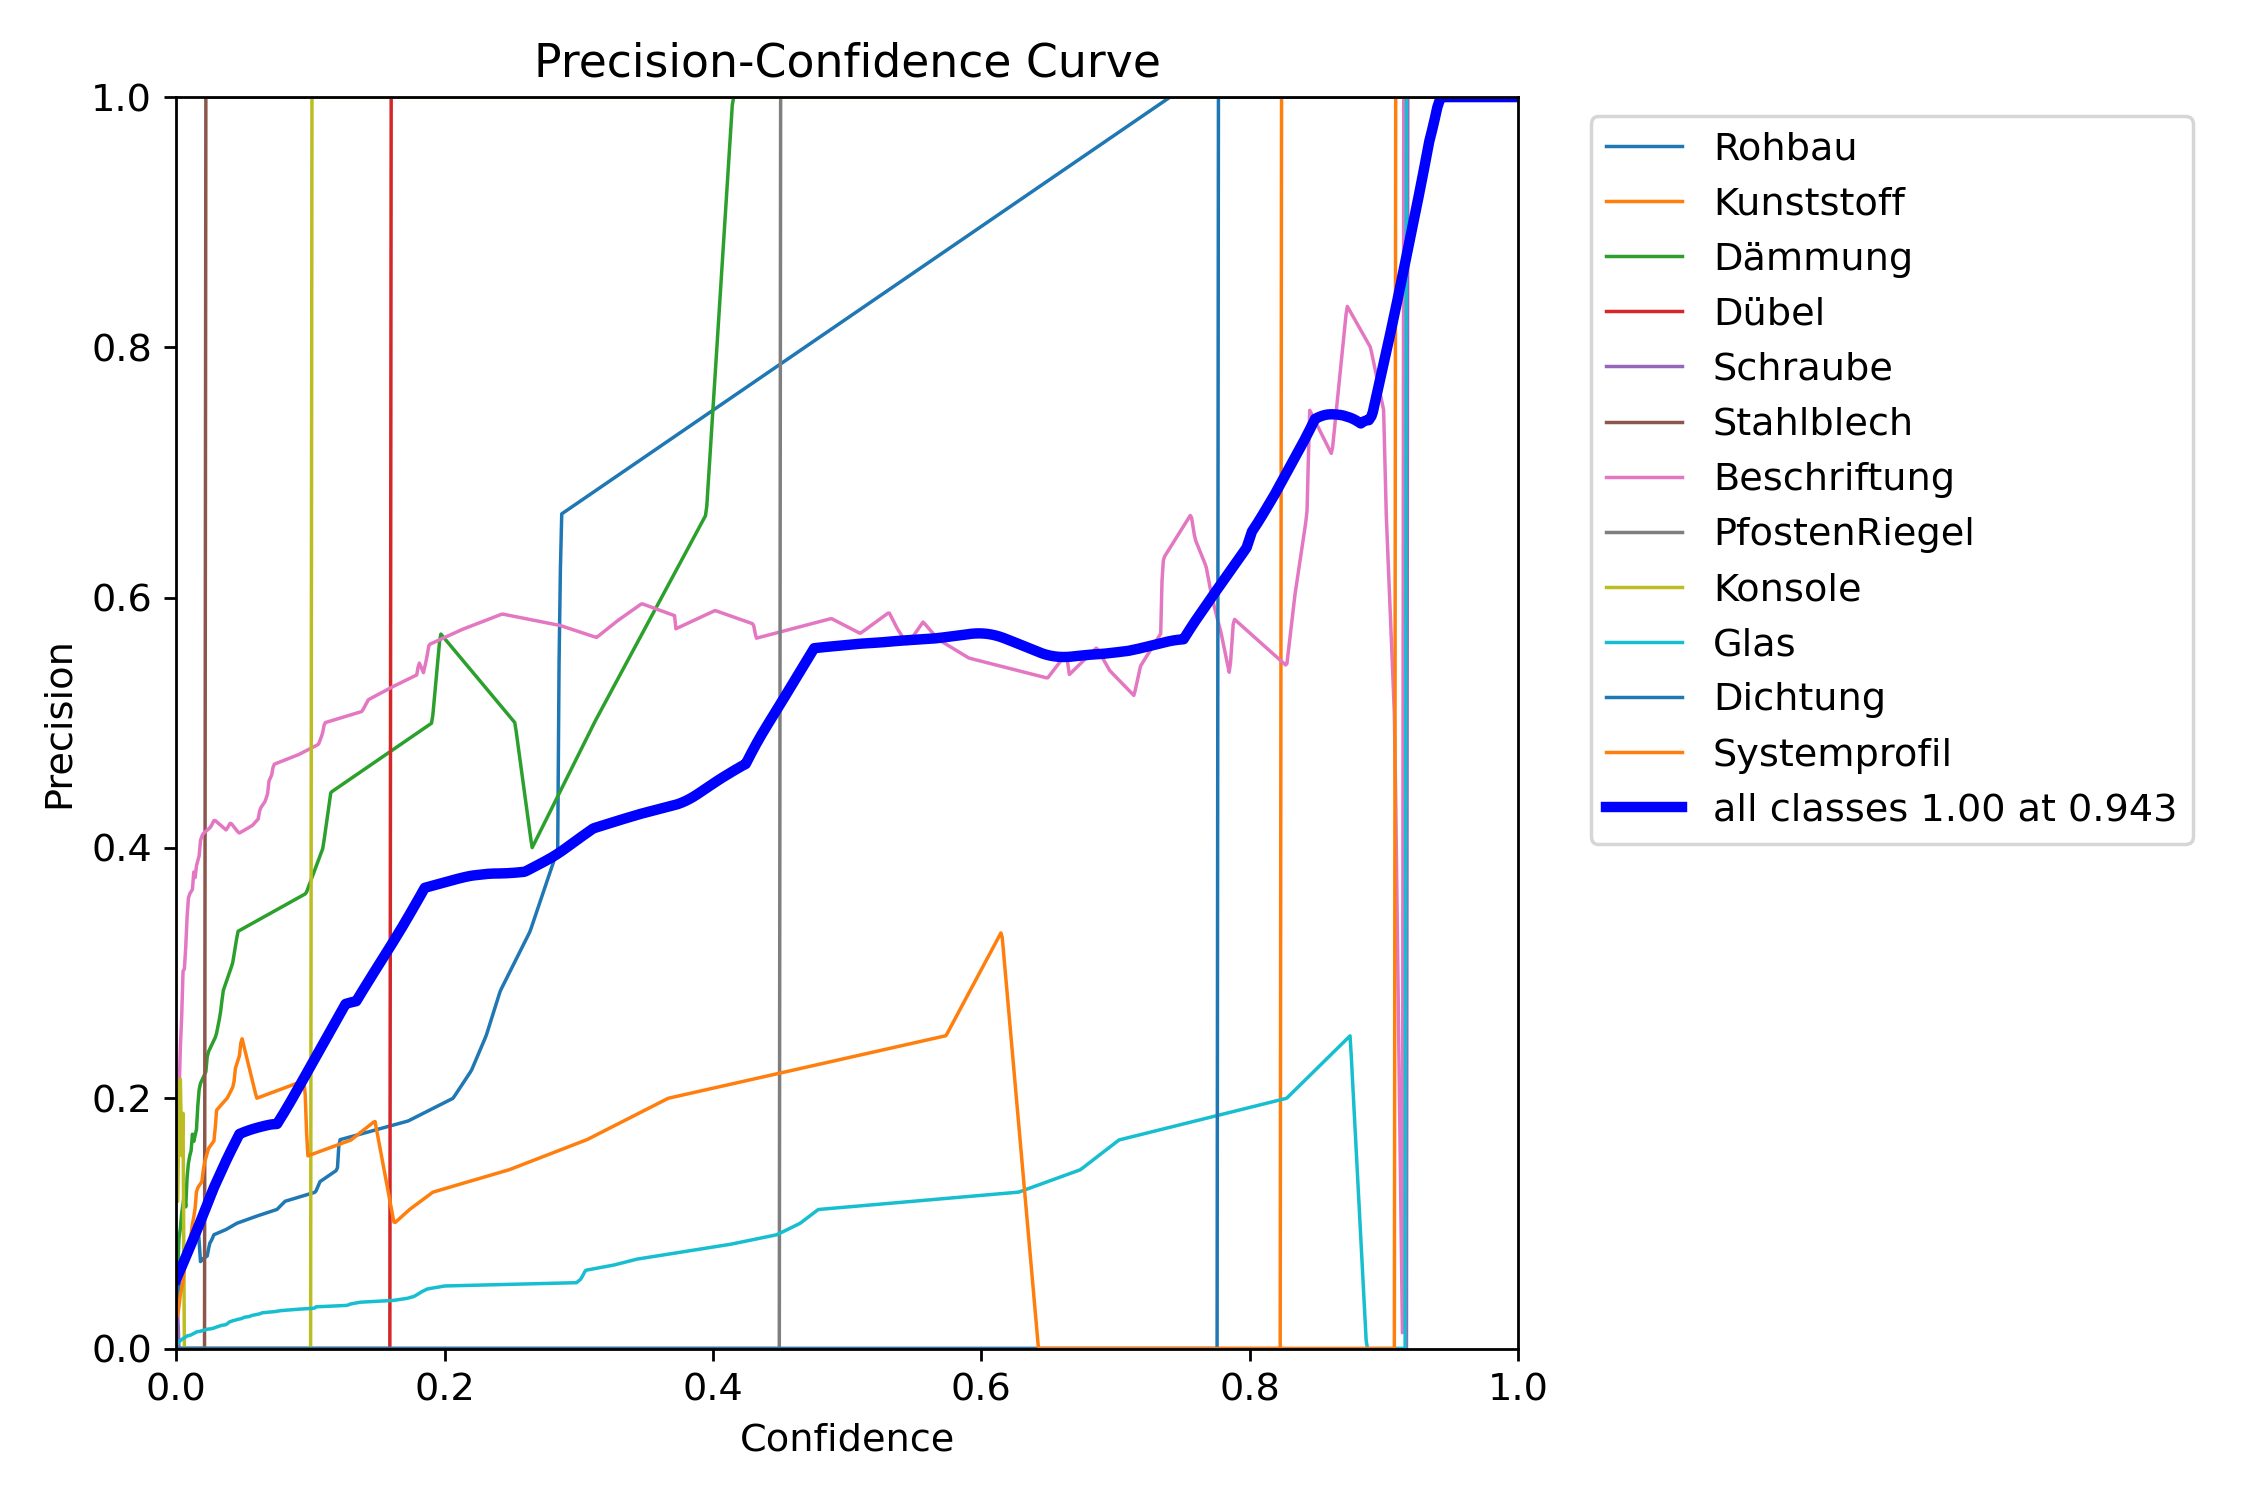 Precision-Confidence Curve
1.0
0.8
0.6
0.4
0.2
0.0
Precision
0.0 0.2 0.4 0.6 0.8 1.0
Confidence
Rohbau
Kunststoff
Dämmung
Dübel
Schraube
Stahlblech
Beschriftung
PfostenRiegel
Konsole
Glas
Dichtung
Systemprofil
all classes 1.00 at 0.943